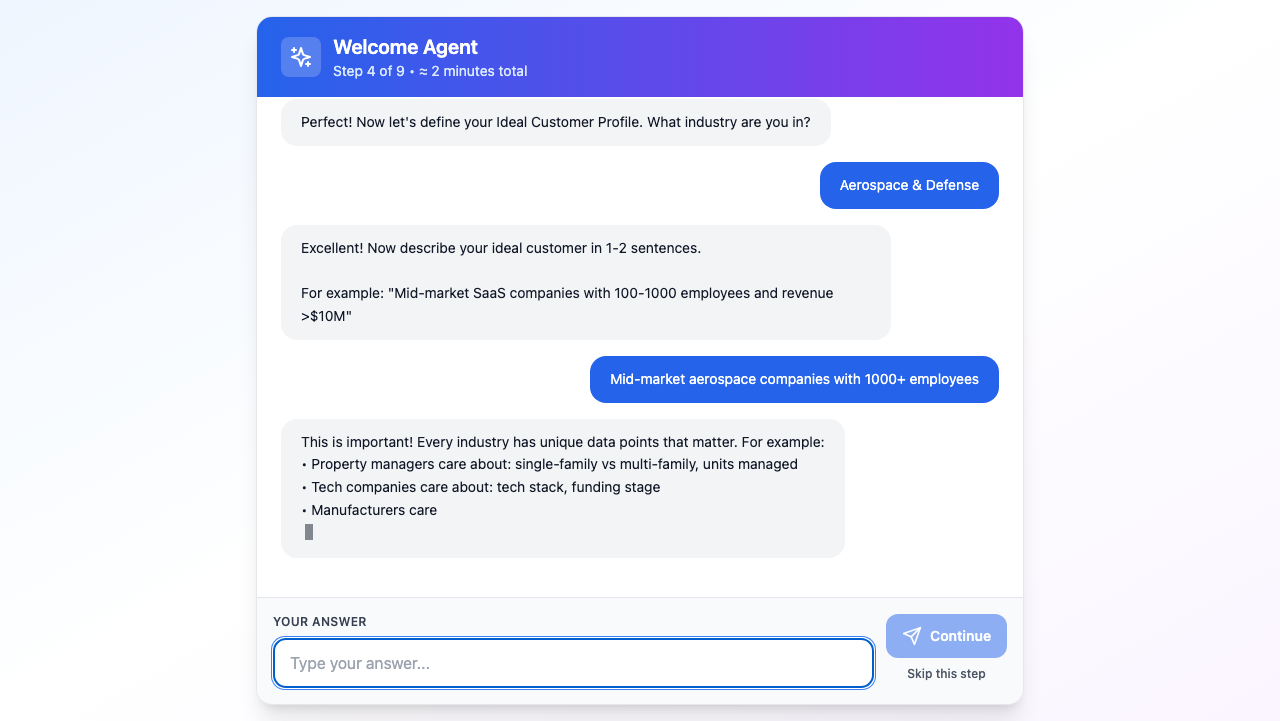 Welcome Agent
Step 4 of 9 • ≈ 2 minutes total
Perfect! Now let's define your Ideal Customer Profile. What industry are you in?
Aerospace & Defense
Excellent! Now describe your ideal customer in 1-2 sentences.
For example: "Mid-market SaaS companies with 100-1000 employees and revenue
>$10M"
Mid-market aerospace companies with 1000+ employees
This is important! Every industry has unique data points that matter. For example:
• Property managers care about: single-family vs multi-family, units managed
• Tech companies care about: tech stack, funding stage
• Manufacturers care
YOUR ANSWER
Type your answer...
Continue
Skip this step